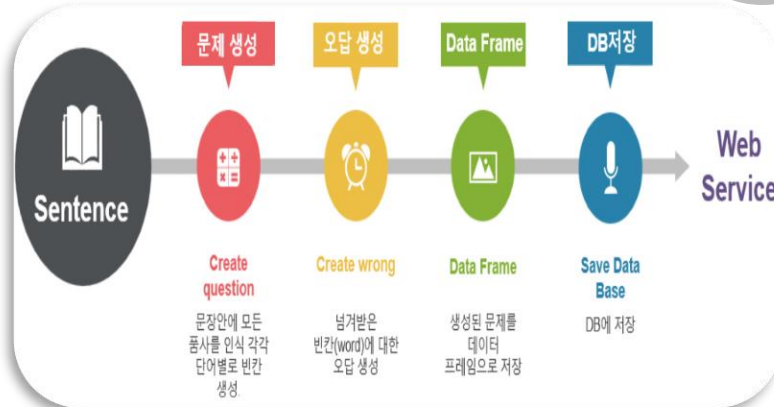 문제 생성
오답 생성
Data Frame
DB저장
Sentence
Web
Service
Create
question
문장안에 모든
품사를 인식 각각
단어별로 빈칸
생성.
Create wrong
넘겨받은
빈칸(word)에 대한
오답 생성
Data Frame
생성된 문제를
데이터
프레임으로 저장
Save Data
Base
DB에 저장